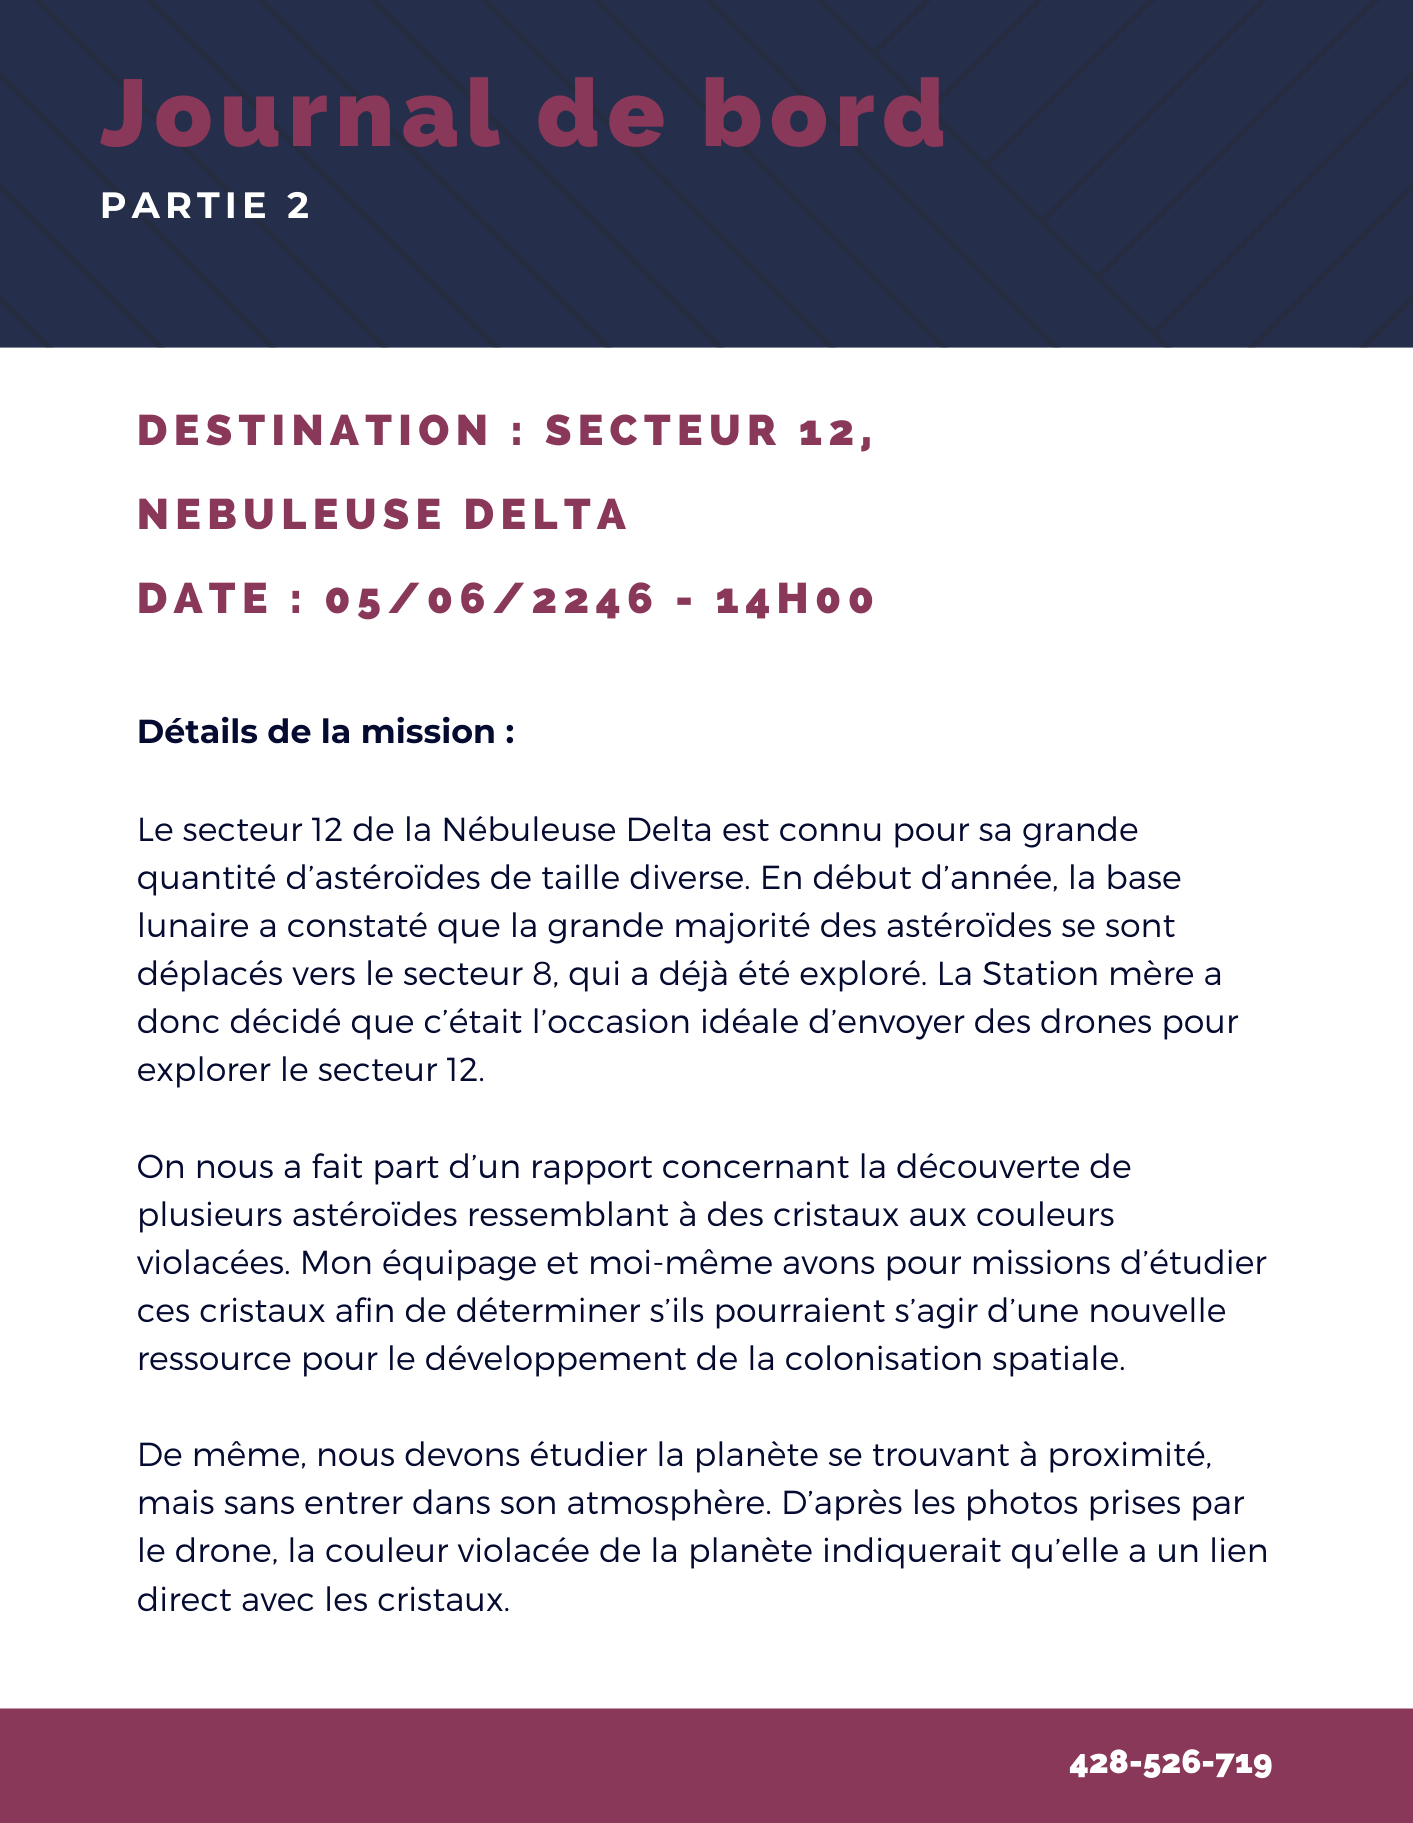 Journal de bord
PARTIE 2
DESTINATION : SECTEUR 12,
NEBULEUSE DELTA
DATE : 05/06/2246 - 14H00
Détails de la mission :
Le secteur 12 de la Nébuleuse Delta est connu pour sa grande
quantité d’astéroïdes de taille diverse. En début d’année, la base
lunaire a constaté que la grande majorité des astéroïdes se sont
déplacés vers le secteur 8, qui a déjà été exploré. La Station mère a
donc décidé que c’était l’occasion idéale d’envoyer des drones pour
explorer le secteur 12.
On nous a fait part d’un rapport concernant la découverte de
plusieurs astéroïdes ressemblant à des cristaux aux couleurs
violacées. Mon équipage et moi-même avons pour missions d’étudier
ces cristaux afin de déterminer s’ils pourraient s’agir d’une nouvelle
ressource pour le développement de la colonisation spatiale.
De même, nous devons étudier la planète se trouvant à proximité,
mais sans entrer dans son atmosphère. D’après les photos prises par
le drone, la couleur violacée de la planète indiquerait qu’elle a un lien
direct avec les cristaux.
428-526-719